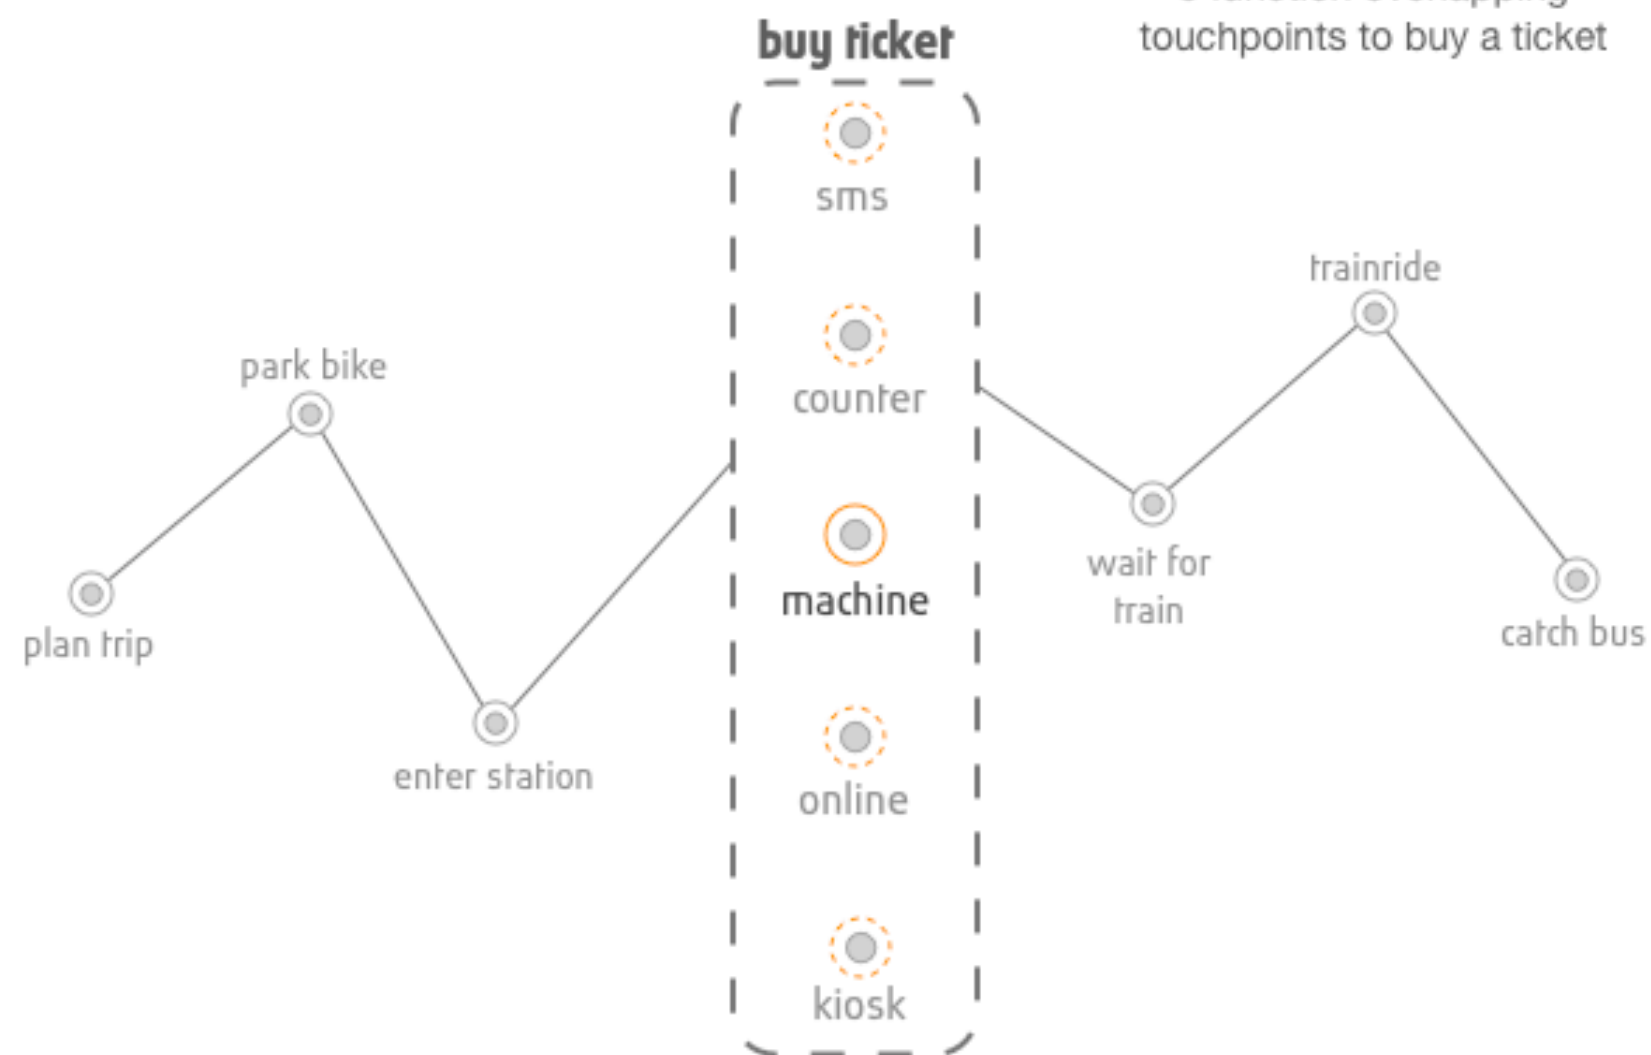 touchpoints to buy a ticket
buy ticket
sms
counter
machine
online
kiosk
plan trip
park bike
enter station
wait for
train
trainride
catch bus